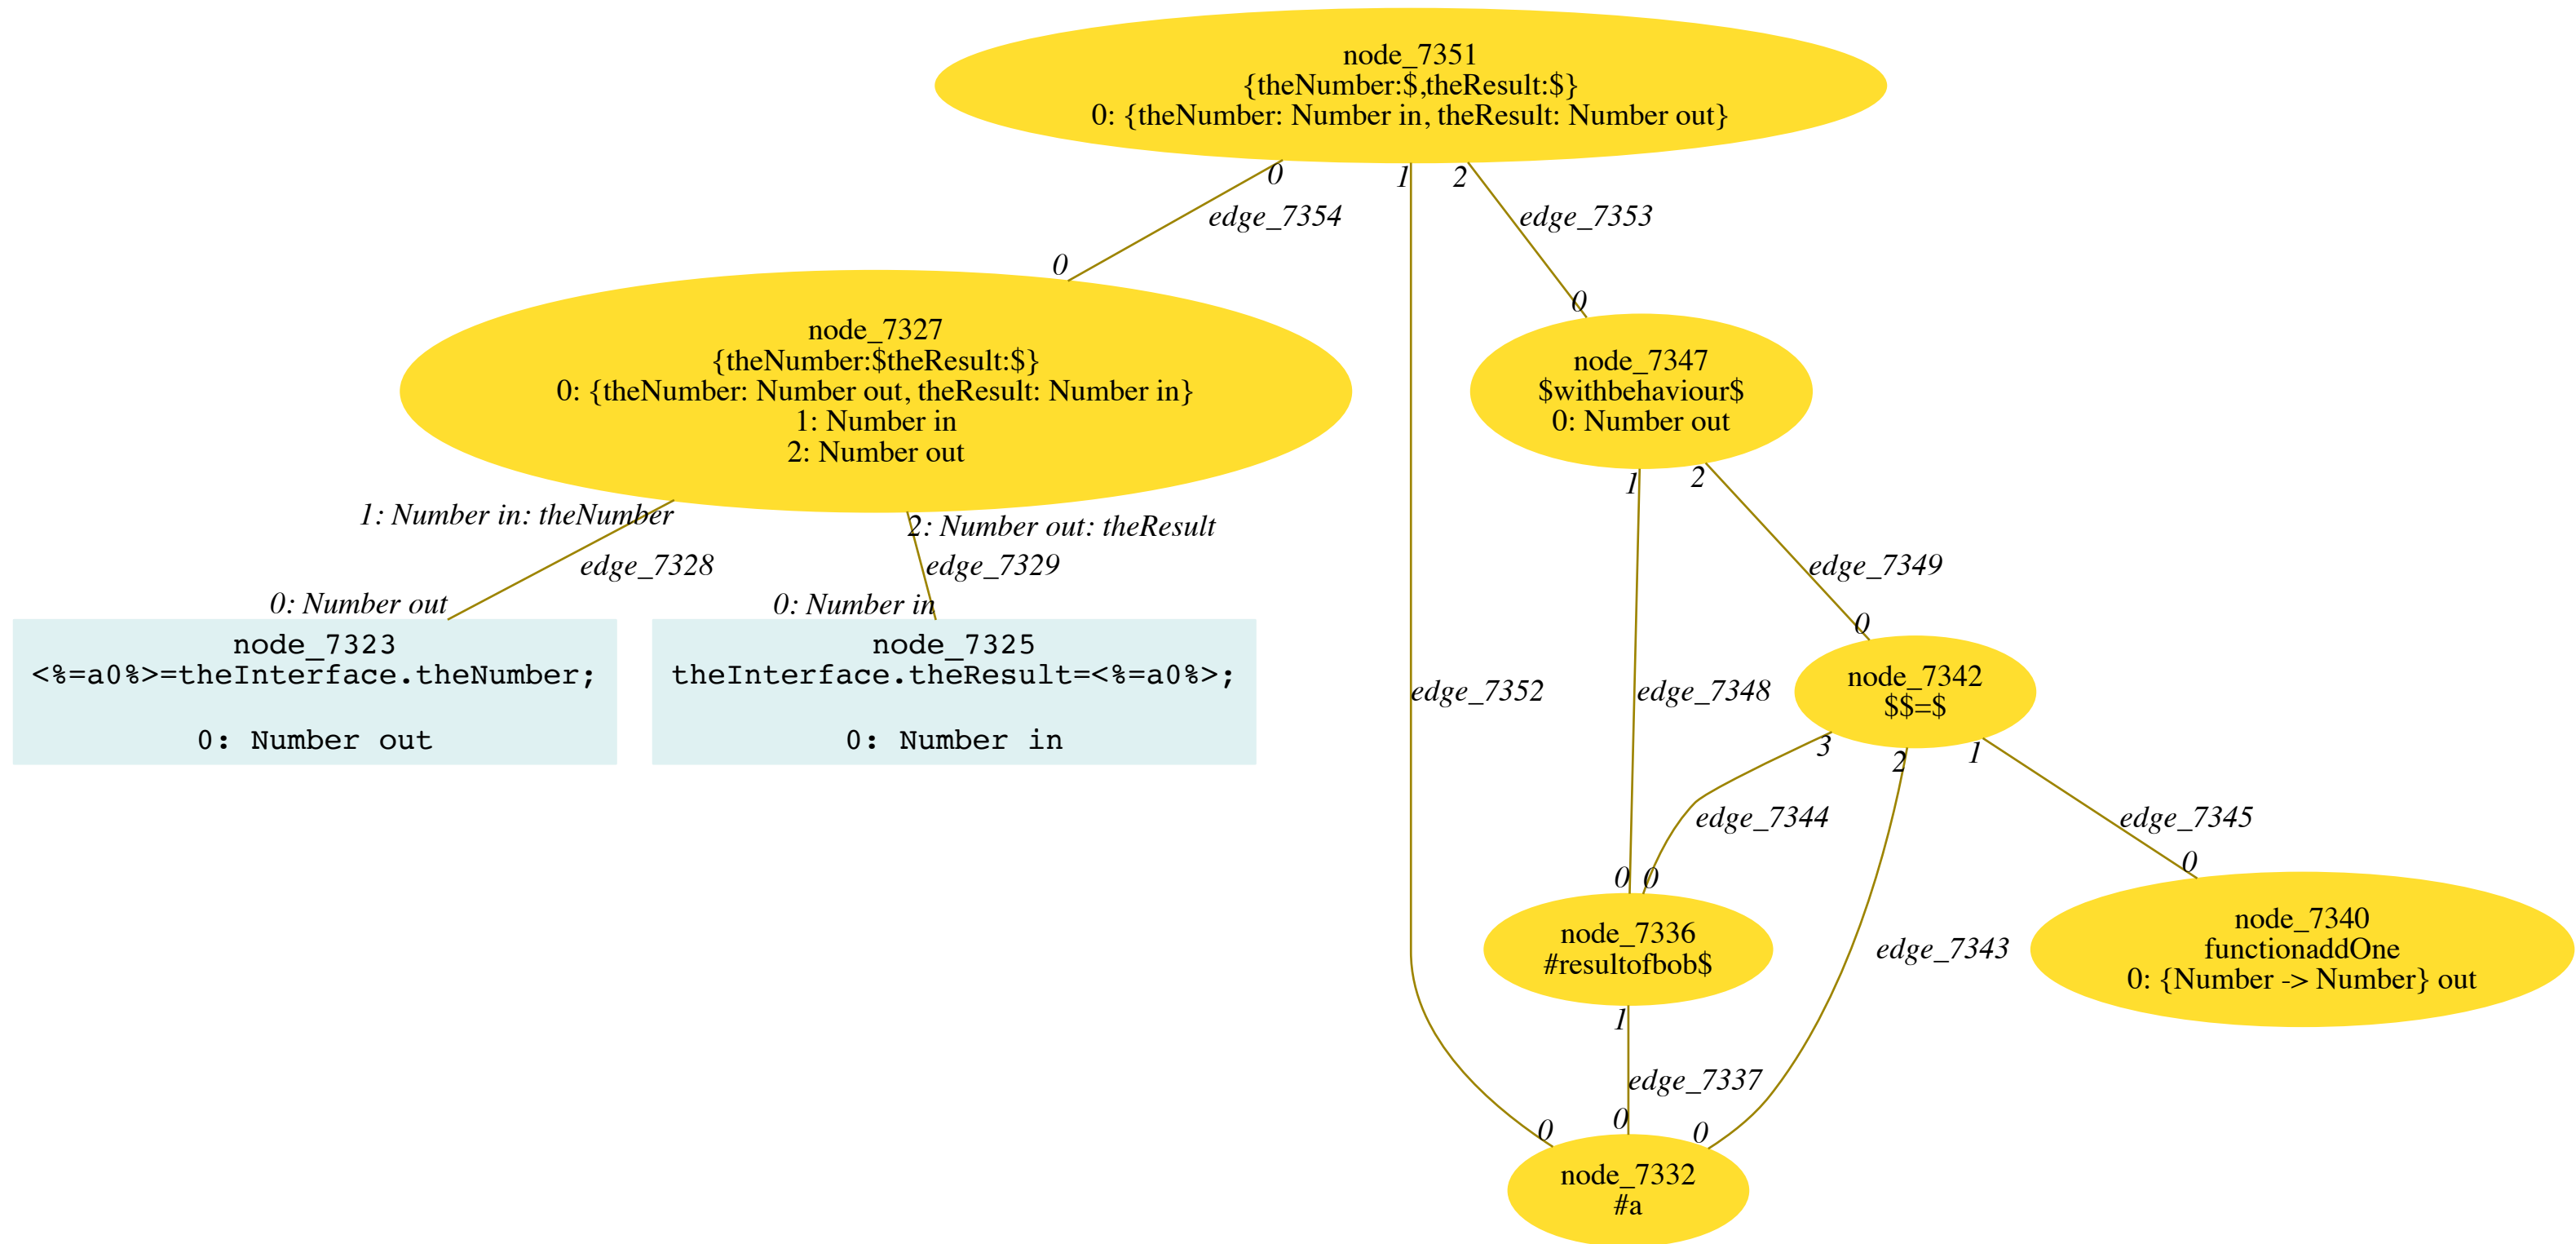 node_7351
{theNumber:$,theResult:$}
0: {theNumber: Number in, theResult: Number out}
0
1
2
edge_7354
edge_7353
0
0
node_7327
{theNumber:$theResult:$}
0: {theNumber: Number out, theResult: Number in}
1: Number in
2: Number out
node_7347
$withbehaviour$
0: Number out
1: Number in: theNumber
2: Number out: theResult
1
2
edge_7328
edge_7329
edge_7349
0: Number out
0: Number in
0
node_7323
<%=a0%>=theInterface.theNumber;
0: Number out
node_7325
theInterface.theResult=<%=a0%>;
0: Number in
edge_7352
edge_7348
node_7342
$$=$
3
2
1
edge_7344
edge_7345
0
0
0
node_7336
#resultofbob$
edge_7343
node_7340
functionaddOne
0: {Number -> Number} out
1
edge_7337
0
0
0
node_7332
#a